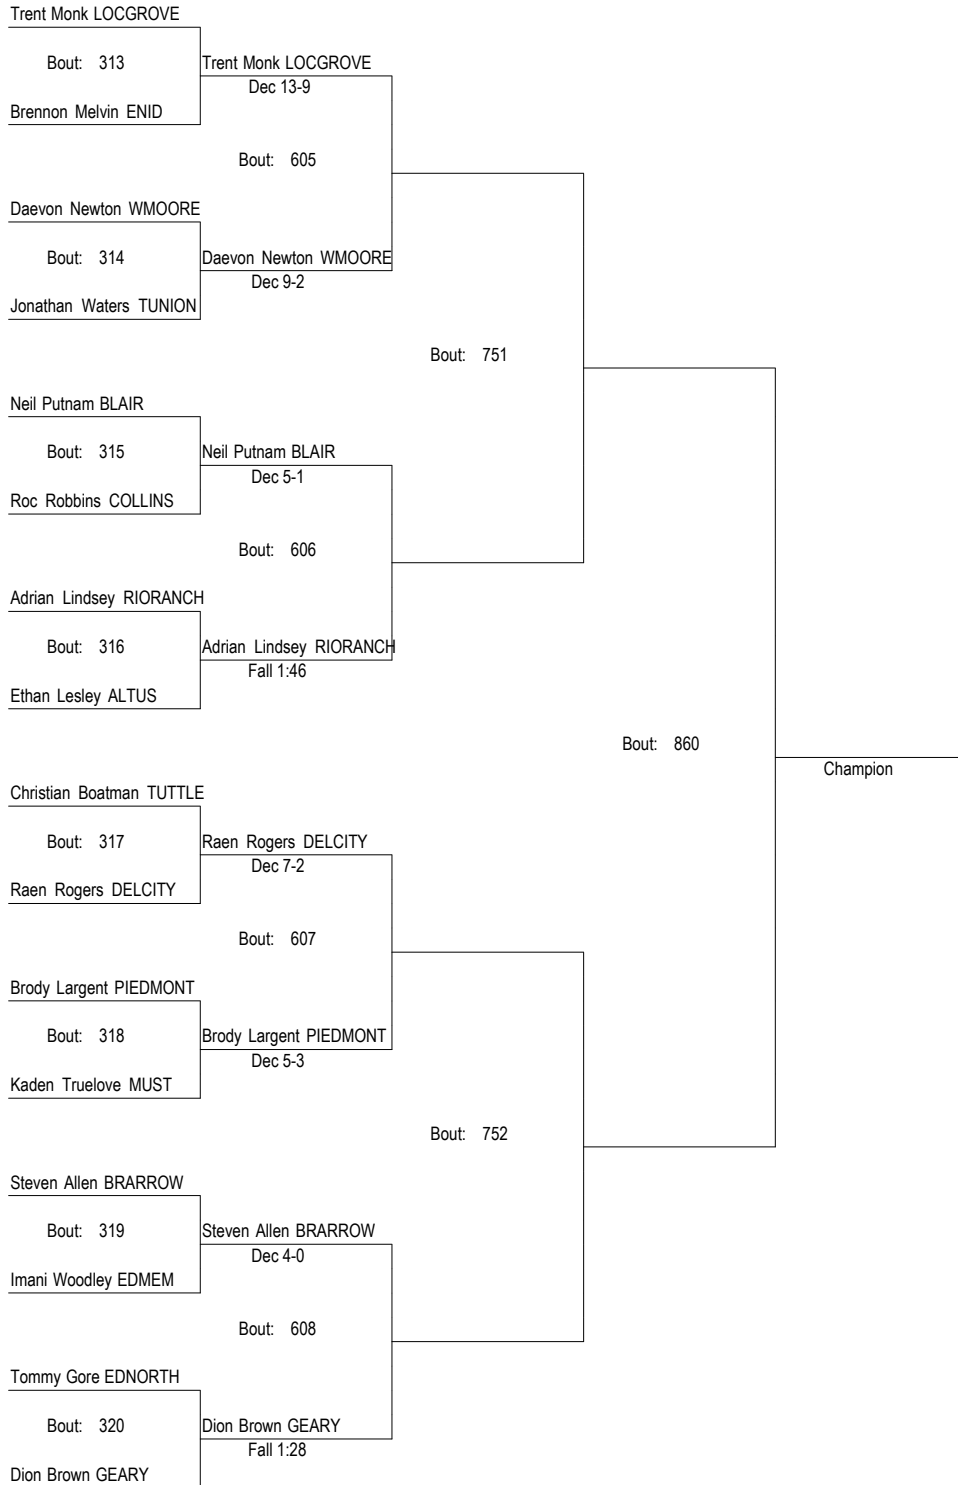 Trent Monk LOCGROVE
Bout: 313
Trent Monk LOCGROVE
Dec 13-9
Brennon Melvin ENID
Bout: 605
Daevon Newton WMOORE
Bout: 314
Daevon Newton WMOORE
Dec 9-2
Jonathan Waters TUNION
Bout: 751
Neil Putnam BLAIR
Bout: 315
Neil Putnam BLAIR
Dec 5-1
Roc Robbins COLLINS
Bout: 606
Adrian Lindsey RIORANCH
Bout: 316
Adrian Lindsey RIORANCH
Fall 1:46
Ethan Lesley ALTUS
Bout: 860
Champion
Christian Boatman TUTTLE
Bout: 317
Raen Rogers DELCITY
Dec 7-2
Raen Rogers DELCITY
Bout: 607
Brody Largent PIEDMONT
Bout: 318
Brody Largent PIEDMONT
Dec 5-3
Kaden Truelove MUST
Bout: 752
Steven Allen BRARROW
Bout: 319
Steven Allen BRARROW
Dec 4-0
Imani Woodley EDMEM
Bout: 608
Tommy Gore EDNORTH
Bout: 320
Dion Brown GEARY
Fall 1:28
Dion Brown GEARY